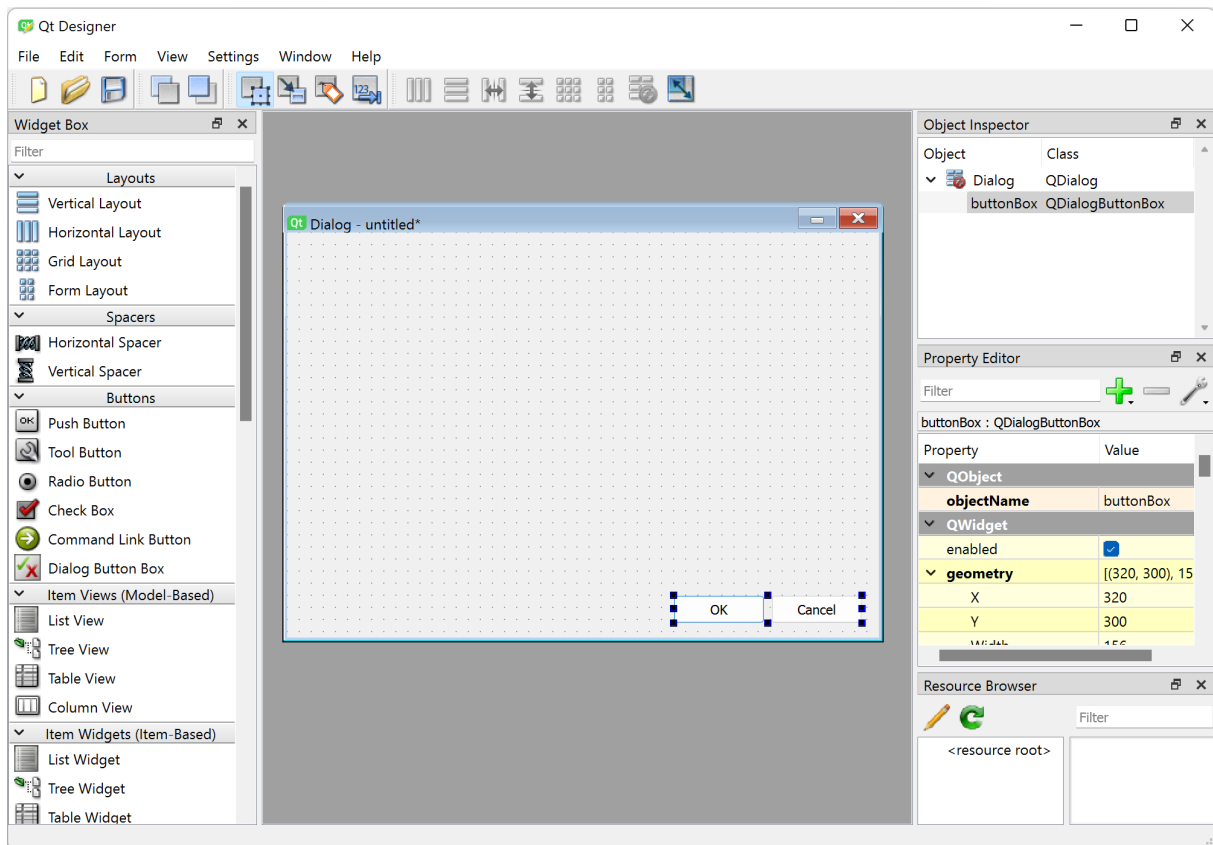 Qt Designer
File Edit Form View Settings Window Help
123
Widget Box
Filter
Layouts
Vertical Layout
Horizontal Layout
Grid Layout
Form Layout
Spacers
Horizontal Spacer
Vertical Spacer
Buttons
OK Push Button
Tool Button
Radio Button
Check Box
Command Link Button
Dialog Button Box
Item Views (Model-Based)
List View
Tree View
Table View
Column View
Item Widgets (Item-Based)
List Widget
Tree Widget
Table Widget
Qt Dialog - untitled*
OK Cancel
Object Inspector
Object Class
Dialog QDialog
buttonBox QDialogButtonBox
Property Editor
Filter
buttonBox : QDialogButtonBox
Property Value
QObject
objectName buttonBox
QWidget
enabled
geometry [(320, 300), 15
X 320
Y 300
Width 156
Resource Browser
Filter
<resource root>